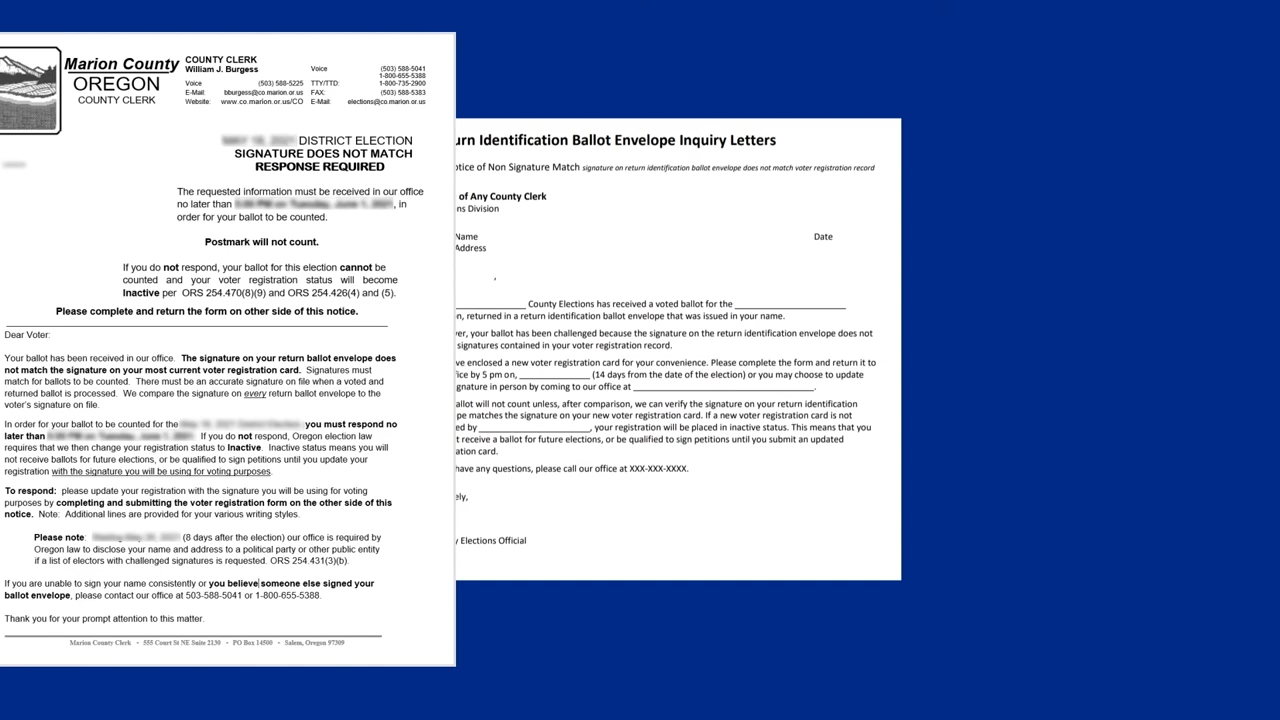 Marion County
OREGON
COUNTY CLERK
COUNTY CLERK
William J. Burgess
Voice (503) 588-5225
E-Mail: bburgess@co.marion.or.us
Website: www.co.marion.or.us/CO
Voice (503) 588-5041
1-800-655-5388
TTY/TTD: 1-800-735-2900
FAX: (503) 588-5383
E-Mail: elections@co.marion.or.us
DISTRICT ELECTION
SIGNATURE DOES NOT MATCH
RESPONSE REQUIRED
The requested information must be received in our office
no later than , in
order for your ballot to be counted.
Postmark will not count.
If you do not respond, your ballot for this election cannot be
counted and your voter registration status will become
Inactive per ORS 254.470(8)(9) and ORS 254.426(4) and (5).
Please complete and return the form on other side of this notice.
Dear Voter:
Your ballot has been received in our office. The signature on your return ballot envelope does
not match the signature on your most current voter registration card. Signatures must
match for ballots to be counted. There must be an accurate signature on file when a voted and
returned ballot is processed. We compare the signature on every return ballot envelope to the
voter's signature on file.
In order for your ballot to be counted for the you must respond no
later than If you do not respond, Oregon election law
requires that we then change your registration status to Inactive. Inactive status means you will
not receive ballots for future elections, or be qualified to sign petitions until you update your
registration with the signature you will be using for voting purposes.
To respond: please update your registration with the signature you will be using for voting
purposes by completing and submitting the voter registration form on the other side of this
notice. Note: Additional lines are provided for your various writing styles.
Please note: (8 days after the election) our office is required by
Oregon law to disclose your name and address to a political party or other public entity
if a list of electors with challenged signatures is requested. ORS 254.431(3)(b).
If you are unable to sign your name consistently or you believe someone else signed your
ballot envelope, please contact our office at 503-588-5041 or 1-800-655-5388.
Thank you for your prompt attention to this matter.
Marion County Clerk • 555 Court St NE Suite 2130 • PO Box 14500 • Salem, Oregon 97309
urn Identification Ballot Envelope Inquiry Letters
otice of Non Signature Match signature on return identification ballot envelope does not match voter registration record
of Any County Clerk
ns Division
Name Date
Address
,
____ County Elections has received a voted ballot for the ____
n, returned in a return identification ballot envelope that was issued in your name.
er, your ballot has been challenged because the signature on the return identification envelope does not
signatures contained in your voter registration record.
ve enclosed a new voter registration card for your convenience. Please complete the form and return it to
fice by 5 pm on, ____ (14 days from the date of the election) or you may choose to update
ignature in person by coming to our office at ____.
allot will not count unless, after comparison, we can verify the signature on your return identification
pe matches the signature on your new voter registration card. If a new voter registration card is not
ed by ____, your registration will be placed in inactive status. This means that you
t receive a ballot for future elections, or be qualified to sign petitions until you submit an updated
ation card.
have any questions, please call our office at XXX-XXX-XXXX.
ely,
y Elections Official